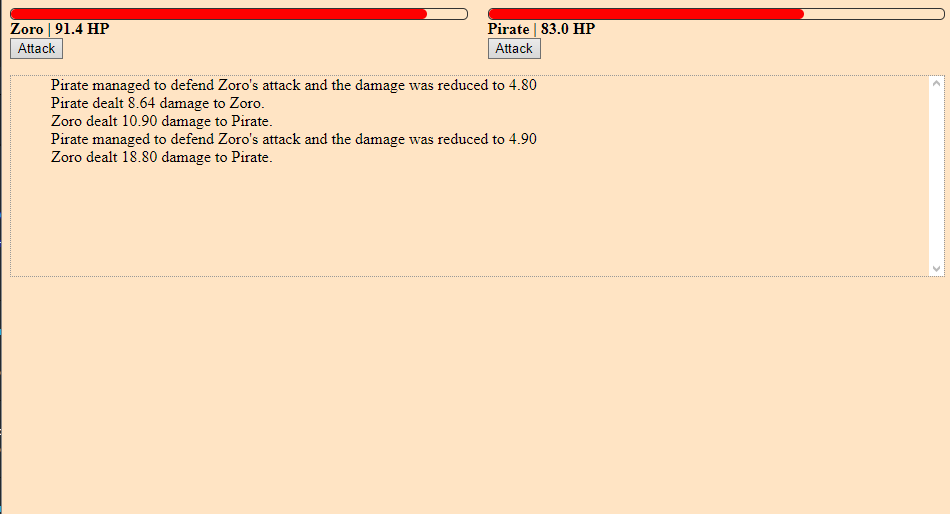 Zoro | 91.4 HP
Attack
Pirate | 83.0 HP
Attack
Pirate managed to defend Zoro's attack and the damage was reduced to 4.80
Pirate dealt 8.64 damage to Zoro.
Zoro dealt 10.90 damage to Pirate.
Pirate managed to defend Zoro's attack and the damage was reduced to 4.90
Zoro dealt 18.80 damage to Pirate.